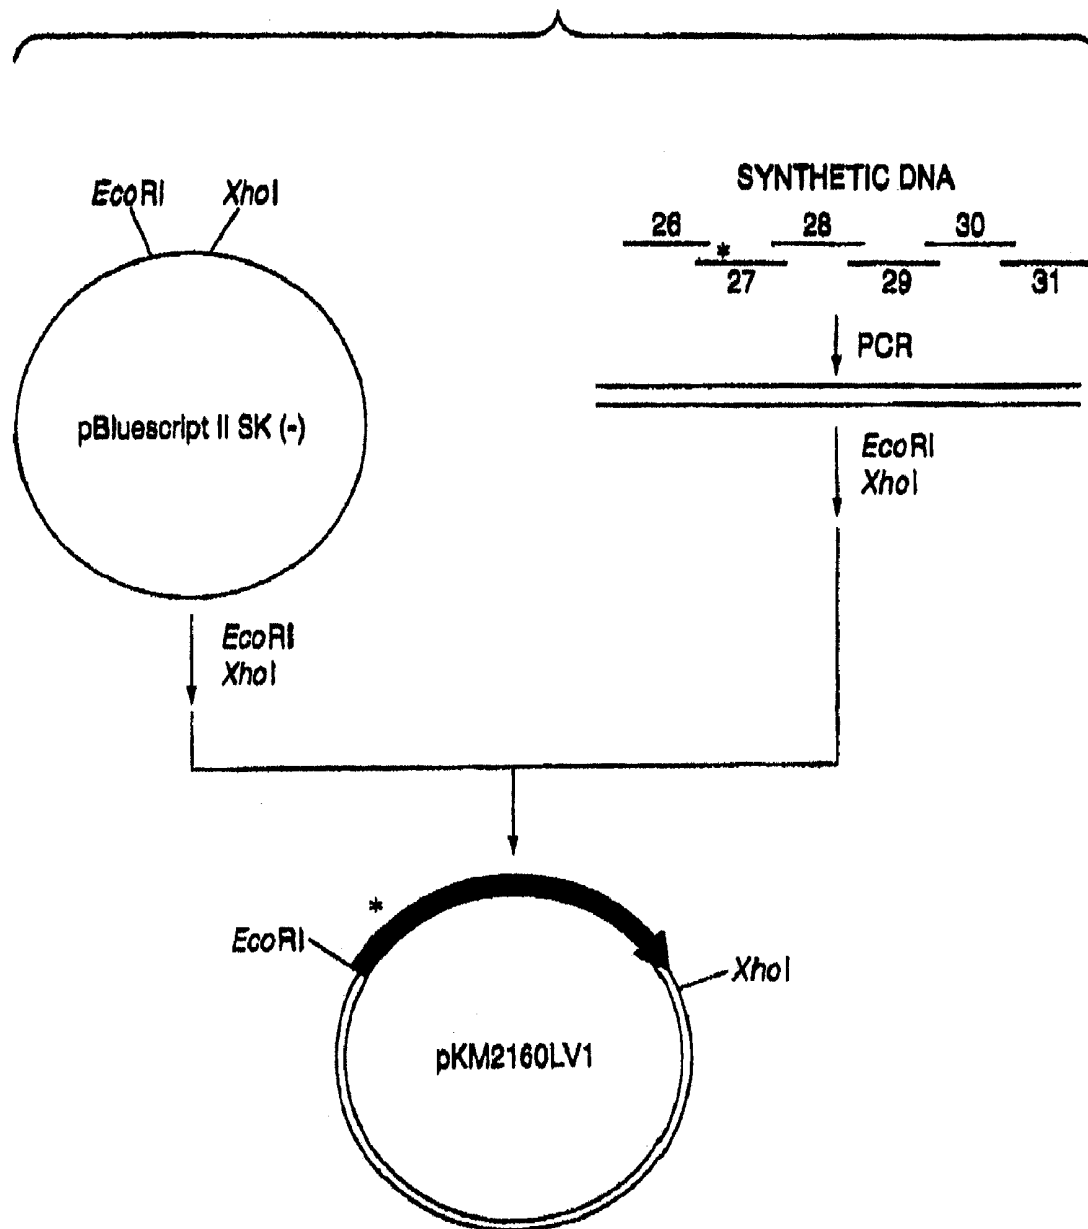 EcoRI XhoI
SYNTHETIC DNA
26 28 30
*
27 29 31
PCR
pBluescript II SK (-)
EcoRI
XhoI
EcoRI
XhoI
*
EcoRI
XhoI
pKM2160LV1